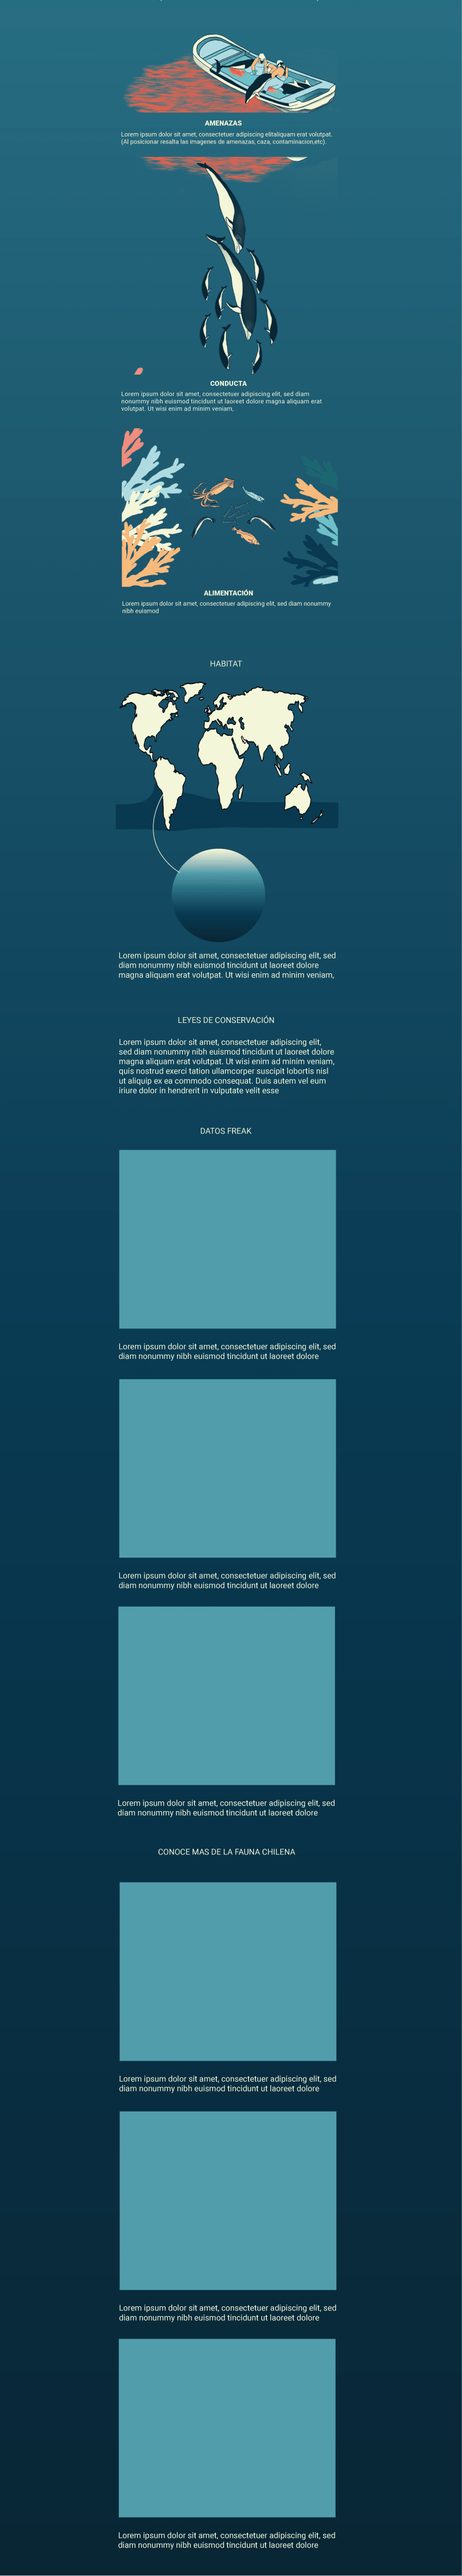 AMENAZAS
Lorem ipsum dolor sit amet, consectetuer adipiscing elitaliquam erat volutpat.
(Al posicionar resalta las imagenes de amenazas, caza, contaminacion,etc).
CONDUCTA
Lorem ipsum dolor sit amet, consectetuer adipiscing elit, sed diam
nonummy nibh euismod tincidunt ut laoreet dolore magna aliquam erat
volutpat. Ut wisi enim ad minim veniam,
ALIMENTACIÓN
Lorem ipsum dolor sit amet, consectetuer adipiscing elit, sed diam nonummy
nibh euismod
HABITAT
Lorem ipsum dolor sit amet, consectetuer adipiscing elit, sed
diam nonummy nibh euismod tincidunt ut laoreet dolore
magna aliquam erat volutpat. Ut wisi enim ad minim veniam,
LEYES DE CONSERVACIÓN
Lorem ipsum dolor sit amet, consectetuer adipiscing elit,
sed diam nonummy nibh euismod tincidunt ut laoreet dolore
magna aliquam erat volutpat. Ut wisi enim ad minim veniam,
quis nostrud exerci tation ullamcorper suscipit lobortis nisl
ut aliquip ex ea commodo consequat. Duis autem vel eum
iriure dolor in hendrerit in vulputate velit esse
DATOS FREAK
Lorem ipsum dolor sit amet, consectetuer adipiscing elit, sed
diam nonummy nibh euismod tincidunt ut laoreet dolore
Lorem ipsum dolor sit amet, consectetuer adipiscing elit, sed
diam nonummy nibh euismod tincidunt ut laoreet dolore
Lorem ipsum dolor sit amet, consectetuer adipiscing elit, sed
diam nonummy nibh euismod tincidunt ut laoreet dolore
CONOCE MAS DE LA FAUNA CHILENA
Lorem ipsum dolor sit amet, consectetuer adipiscing elit, sed
diam nonummy nibh euismod tincidunt ut laoreet dolore
Lorem ipsum dolor sit amet, consectetuer adipiscing elit, sed
diam nonummy nibh euismod tincidunt ut laoreet dolore
Lorem ipsum dolor sit amet, consectetuer adipiscing elit, sed
diam nonummy nibh euismod tincidunt ut laoreet dolore